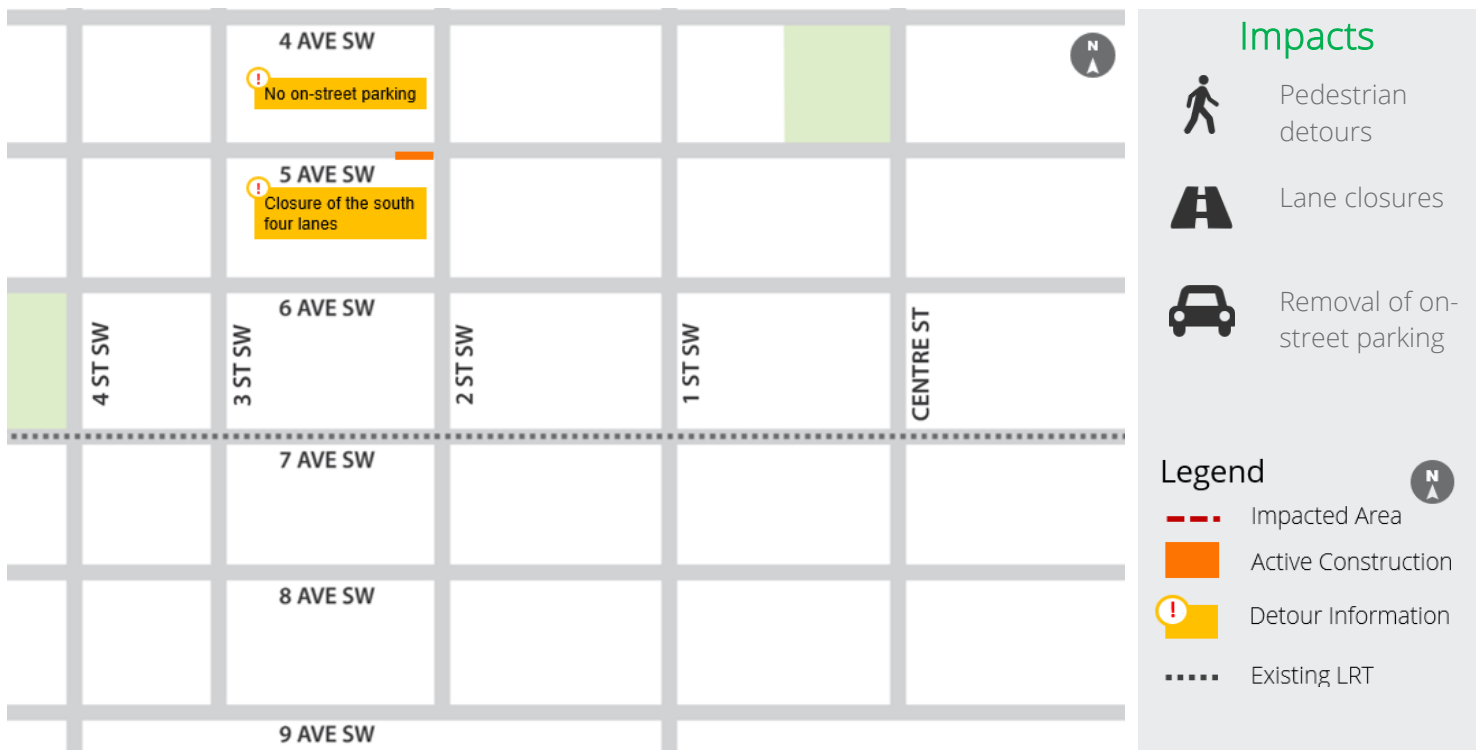 4 AVE SW
N
!
No on-street parking
5 AVE SW
!
Closure of the south
four lanes
6 AVE SW
4 ST SW
3 ST SW
2 ST SW
1 ST SW
CENTRE ST
7 AVE SW
8 AVE SW
9 AVE SW
Impacts
Pedestrian
detours
Lane closures
Removal of on-
street parking
Legend
N
Impacted Area
Active Construction
!
Detour Information
Existing LRT